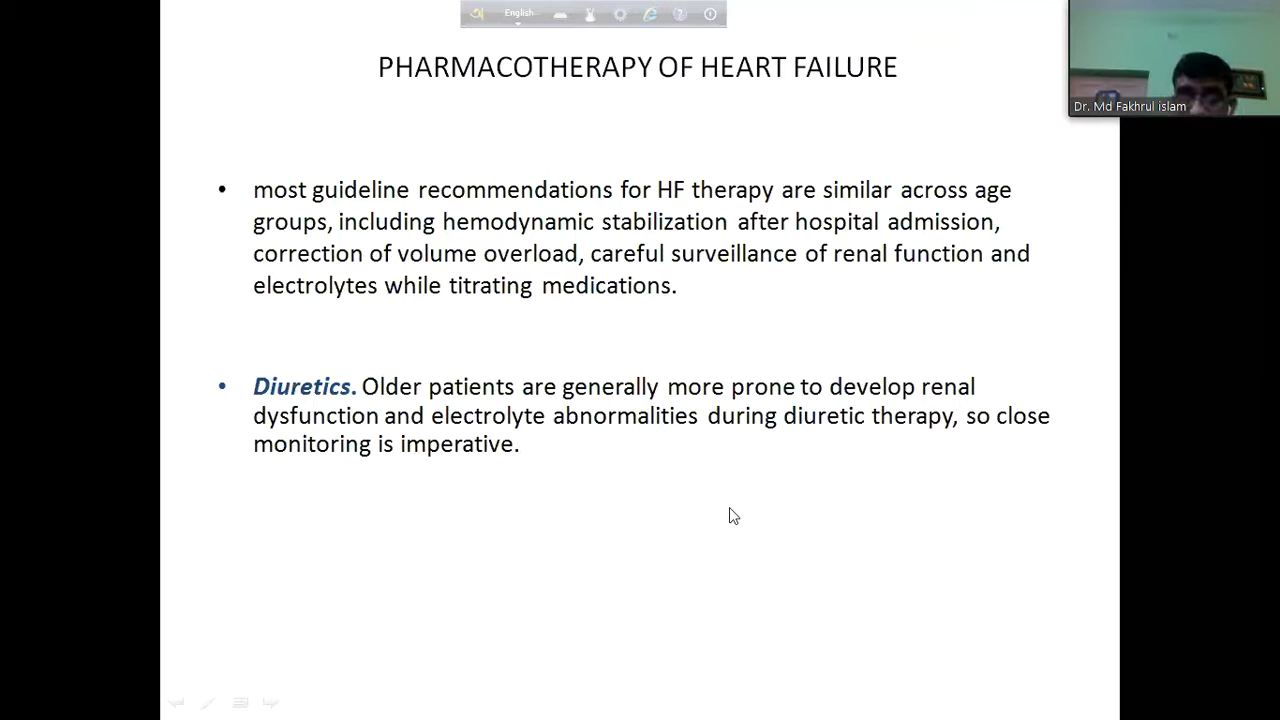 English
PHARMACOTHERAPY OF HEART FAILURE
Dr. Md Fakhrul islam
• most guideline recommendations for HF therapy are similar across age
groups, including hemodynamic stabilization after hospital admission,
correction of volume overload, careful surveillance of renal function and
electrolytes while titrating medications.
• Diuretics. Older patients are generally more prone to develop renal
dysfunction and electrolyte abnormalities during diuretic therapy, so close
monitoring is imperative.